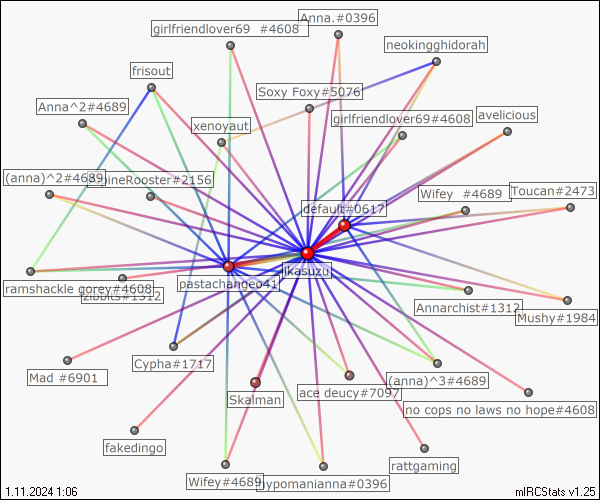 girlfriendlover69 #4608
Anna.#0396
neokingghidorah
frisout
Soxy Foxy#5076
Anna^2#4689
girlfriendlover69#4608
avelicious
xenoyaut
(anna)^2#4689
pineRooster#2156
Wifey #4689
Toucan#2473
default#0617
ikasuzu
pastachangeo41
ramshackle gorey#4608
zibbits#1312
Annarchist#1312
Mushy#1984
Cypha#1717
Mad #6901
Skalman
ace deucy#7097
(anna)^3#4689
no cops no laws no hope#4608
fakedingo
Wifey#4689
hypomanianna#0396
rattgaming
1.11.2024 1:06
mIRCStats v1.25